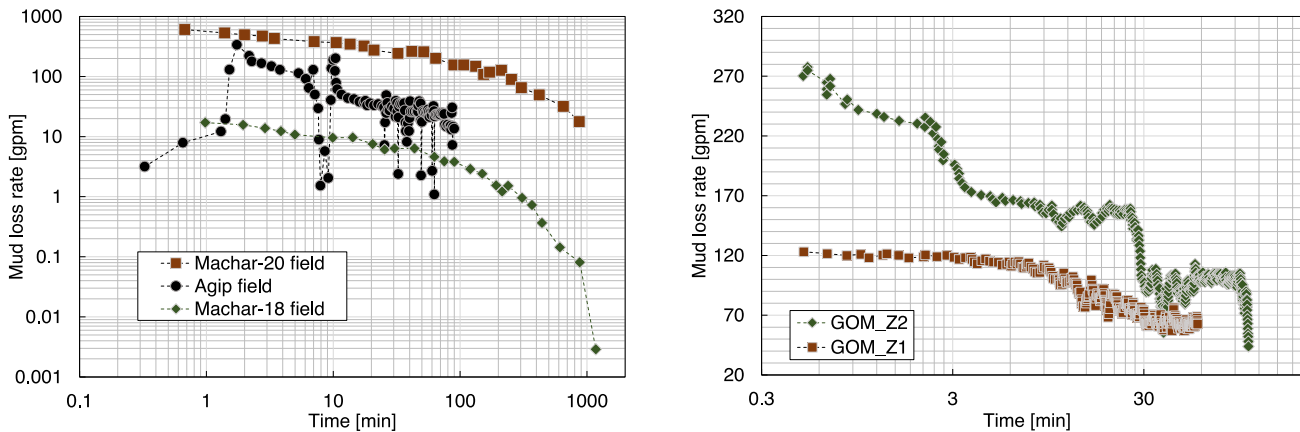 1000
100
10
1
0.1
0.01
0.001
Mud loss rate [gpm]
Machar-20 field
Agip field
Machar-18 field
0.1 1 10 100 1000
Time [min]
320
270
220
170
120
70
20
Mud loss rate [gpm]
GOM_Z2
GOM_Z1
0.3 3 30
Time [min]